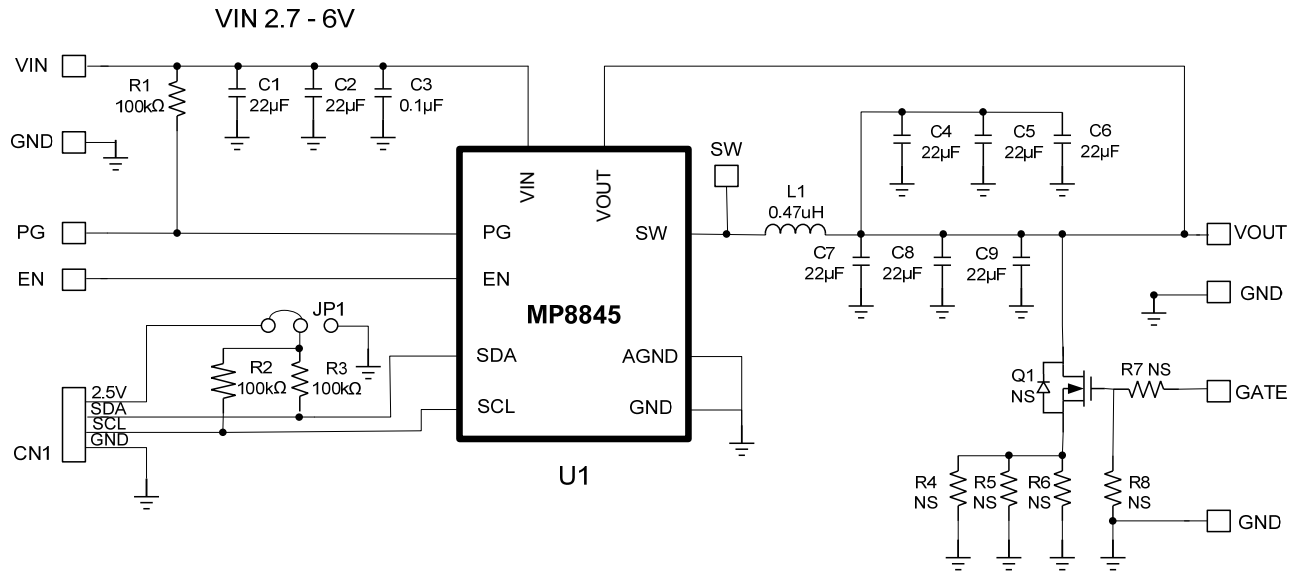 VIN 2.7 - 6V
VIN
R1
100kΩ
C1
22µF
C2
22µF
C3
0.1µF
GND
PG
EN
JP1
R2
100kΩ
R3
100kΩ
2.5V
SDA
SCL
GND
CN1
VIN
VOUT
PG
SW
EN
MP8845
SDA
AGND
SCL
GND
U1
SW
L1
0.47uH
C4
22µF
C5
22µF
C6
22µF
C7
22µF
C8
22µF
C9
22µF
VOUT
GND
Q1
NS
R7 NS
GATE
R4
NS
R5
NS
R6
NS
R8
NS
GND